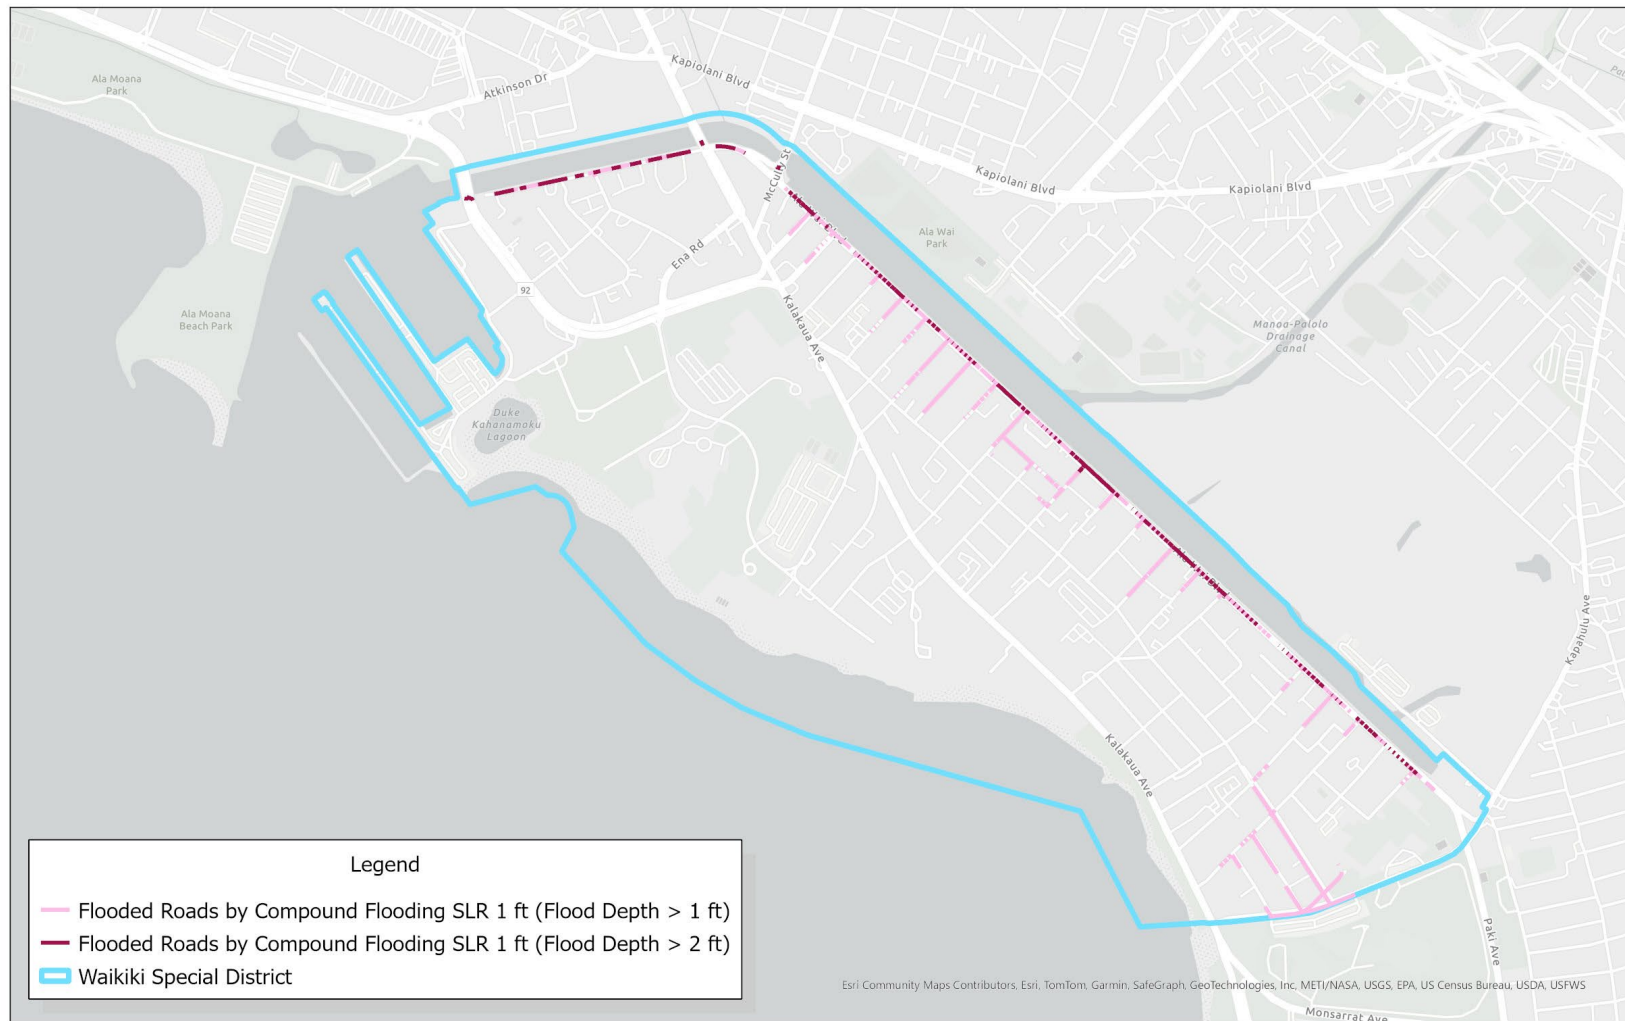 Ala Moana
Park
Atkinson Dr
Kapiolani Blvd
McCully St
Kapiolani Blvd
Kapiolani Blvd
Ala Wai
Park
Ena Rd
92
Kalakaua Ave
Ala Moana
Beach Park
Manoa-Palolo
Drainage
Canal
Duke
Kahanamoku
Lagoon
Kapahulu Ave
Kalakaua Ave
Paki Ave
Monsarrat Ave
Legend
Flooded Roads by Compound Flooding SLR 1 ft (Flood Depth > 1 ft)
Flooded Roads by Compound Flooding SLR 1 ft (Flood Depth > 2 ft)
Waikiki Special District
Esri Community Maps Contributors, Esri, TomTom, Garmin, SafeGraph, GeoTechnologies, Inc, METI/NASA, USGS, EPA, US Census Bureau, USDA, USFWS